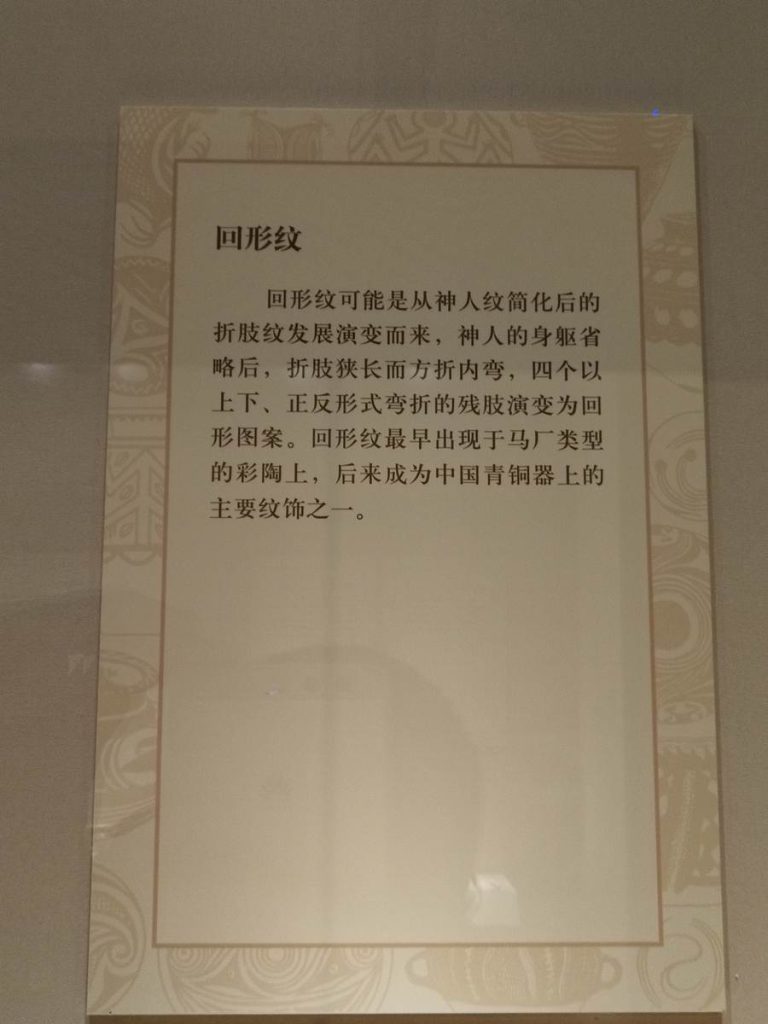 回形纹
回形纹可能是从神人纹简化后的
折肢纹发展演变而来，神人的身躯省
略后，折肢狭长而方折内弯，四个以
上下、正反形式弯折的残肢演变为回
形图案。回形纹最早出现于马厂类型
的彩陶上，后来成为中国青铜器上的
主要纹饰之一。